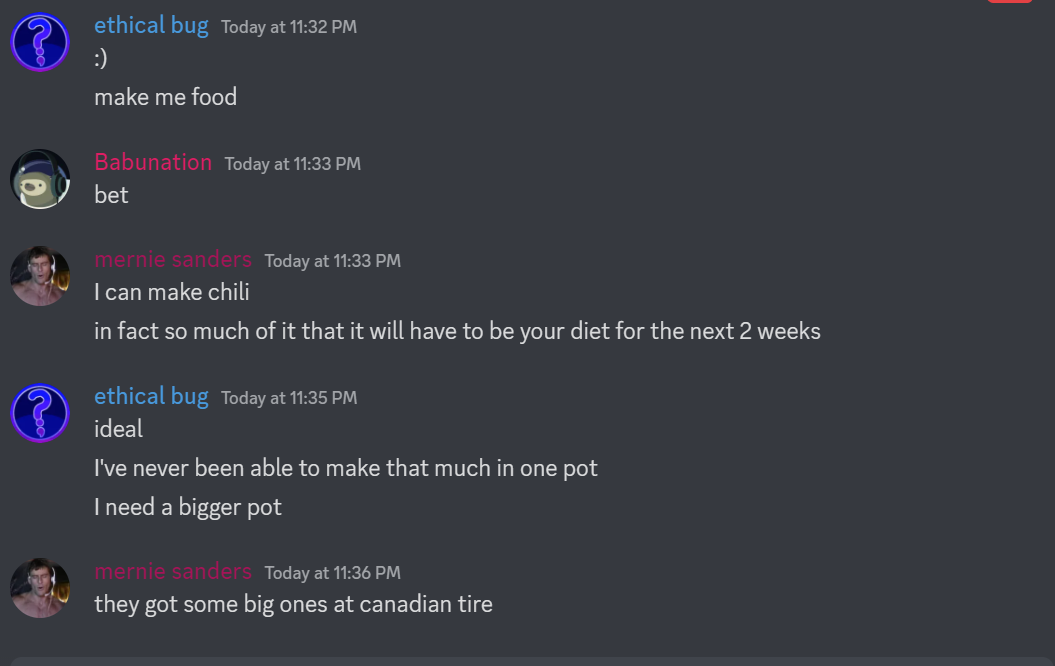 ethical bug Today at 11:32 PM
:)
make me food
Babunation Today at 11:33 PM
bet
mernie sanders Today at 11:33 PM
I can make chili
in fact so much of it that it will have to be your diet for the next 2 weeks
ethical bug Today at 11:35 PM
ideal
I've never been able to make that much in one pot
I need a bigger pot
mernie sanders Today at 11:36 PM
they got some big ones at canadian tire